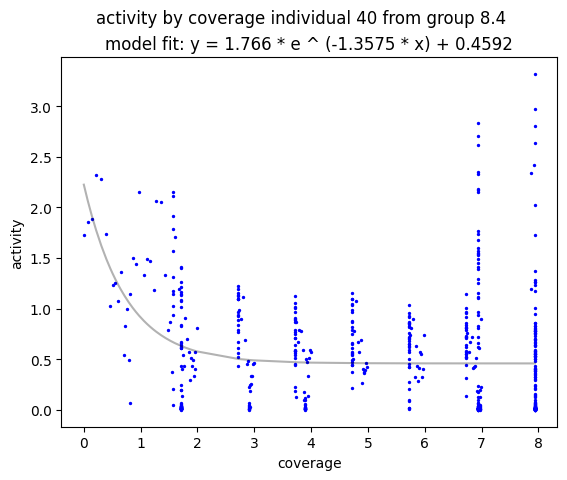 activity by coverage individual 40 from group 8.4
model fit: y = 1.766 * e ^ (-1.3575 * x) + 0.4592
3.0
2.5
2.0
1.5
1.0
0.5
0.0
activity
0 1 2 3 4 5 6 7 8
coverage